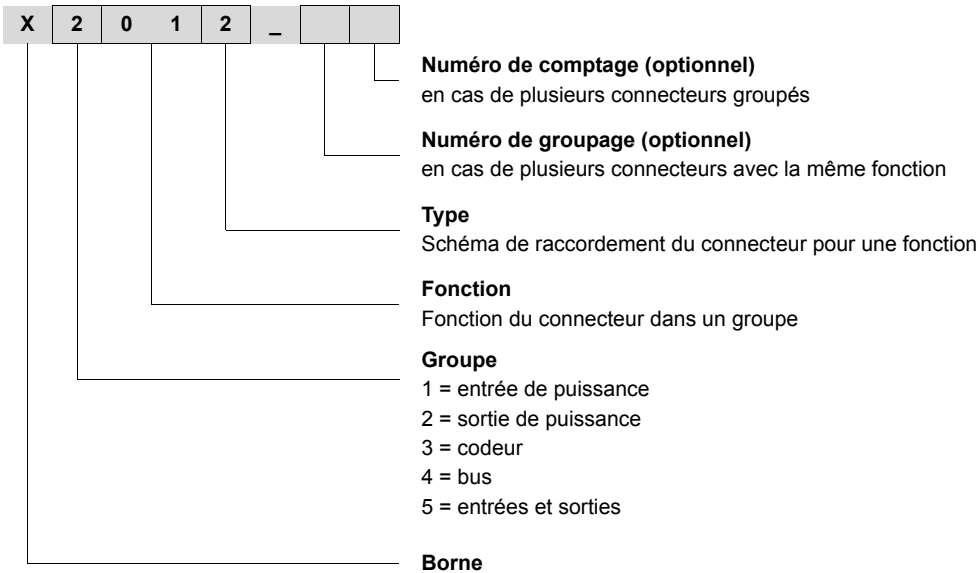 X 2 0 1 2 _
Numéro de comptage (optionnel)
en cas de plusieurs connecteurs groupés
Numéro de groupage (optionnel)
en cas de plusieurs connecteurs avec la même fonction
Type
Schéma de raccordement du connecteur pour une fonction
Fonction
Fonction du connecteur dans un groupe
Groupe
1 = entrée de puissance
2 = sortie de puissance
3 = codeur
4 = bus
5 = entrées et sorties
Borne